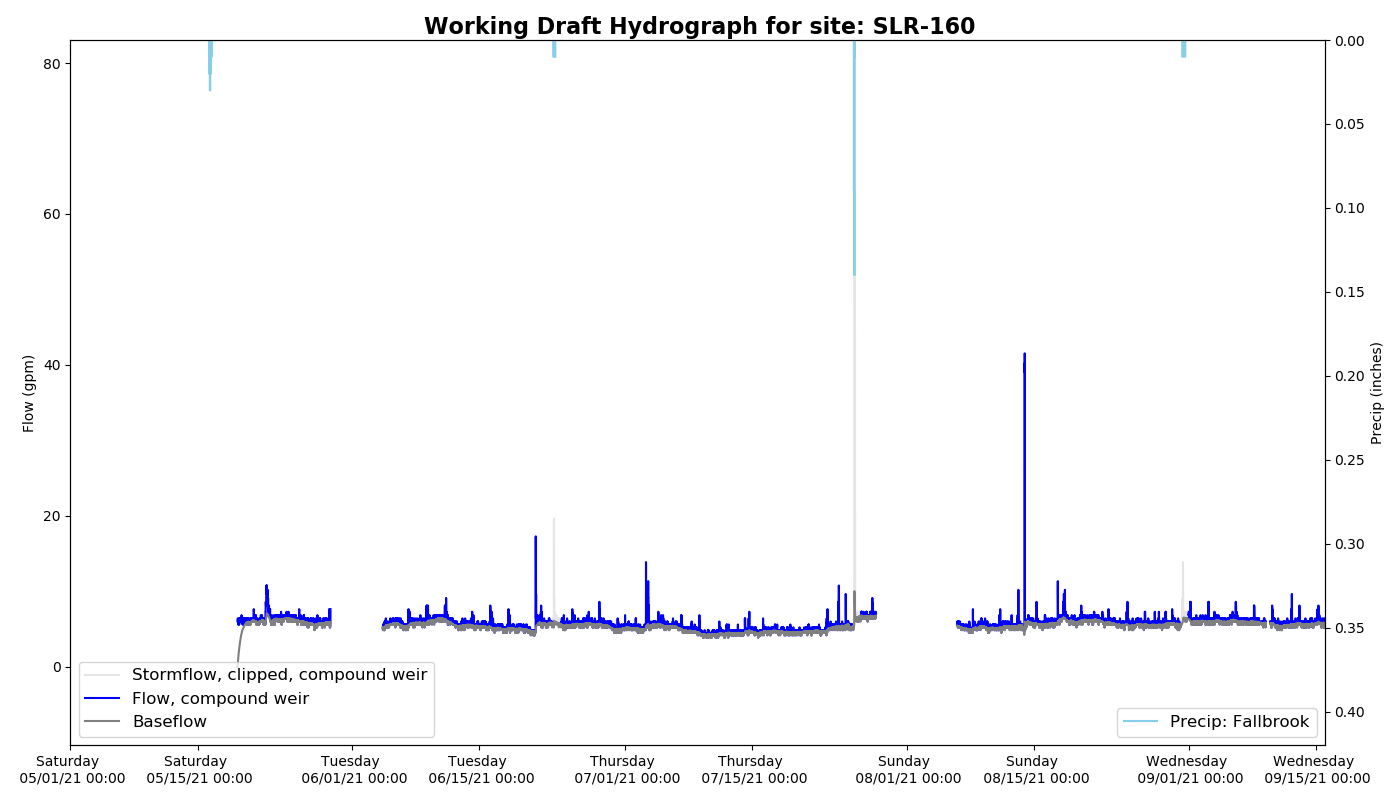 Working Draft Hydrograph for site: SLR-160
80
60
40
20
0
Flow (gpm)
0.00
0.05
0.10
0.15
0.20
0.25
0.30
0.35
0.40
Precip (inches)
Stormflow, clipped, compound weir
Flow, compound weir
Baseflow
Precip: Fallbrook
Saturday
05/01/21 00:00
Saturday
05/15/21 00:00
Tuesday
06/01/21 00:00
Tuesday
06/15/21 00:00
Thursday
07/01/21 00:00
Thursday
07/15/21 00:00
Sunday
08/01/21 00:00
Sunday
08/15/21 00:00
Wednesday
09/01/21 00:00
Wednesday
09/15/21 00:00